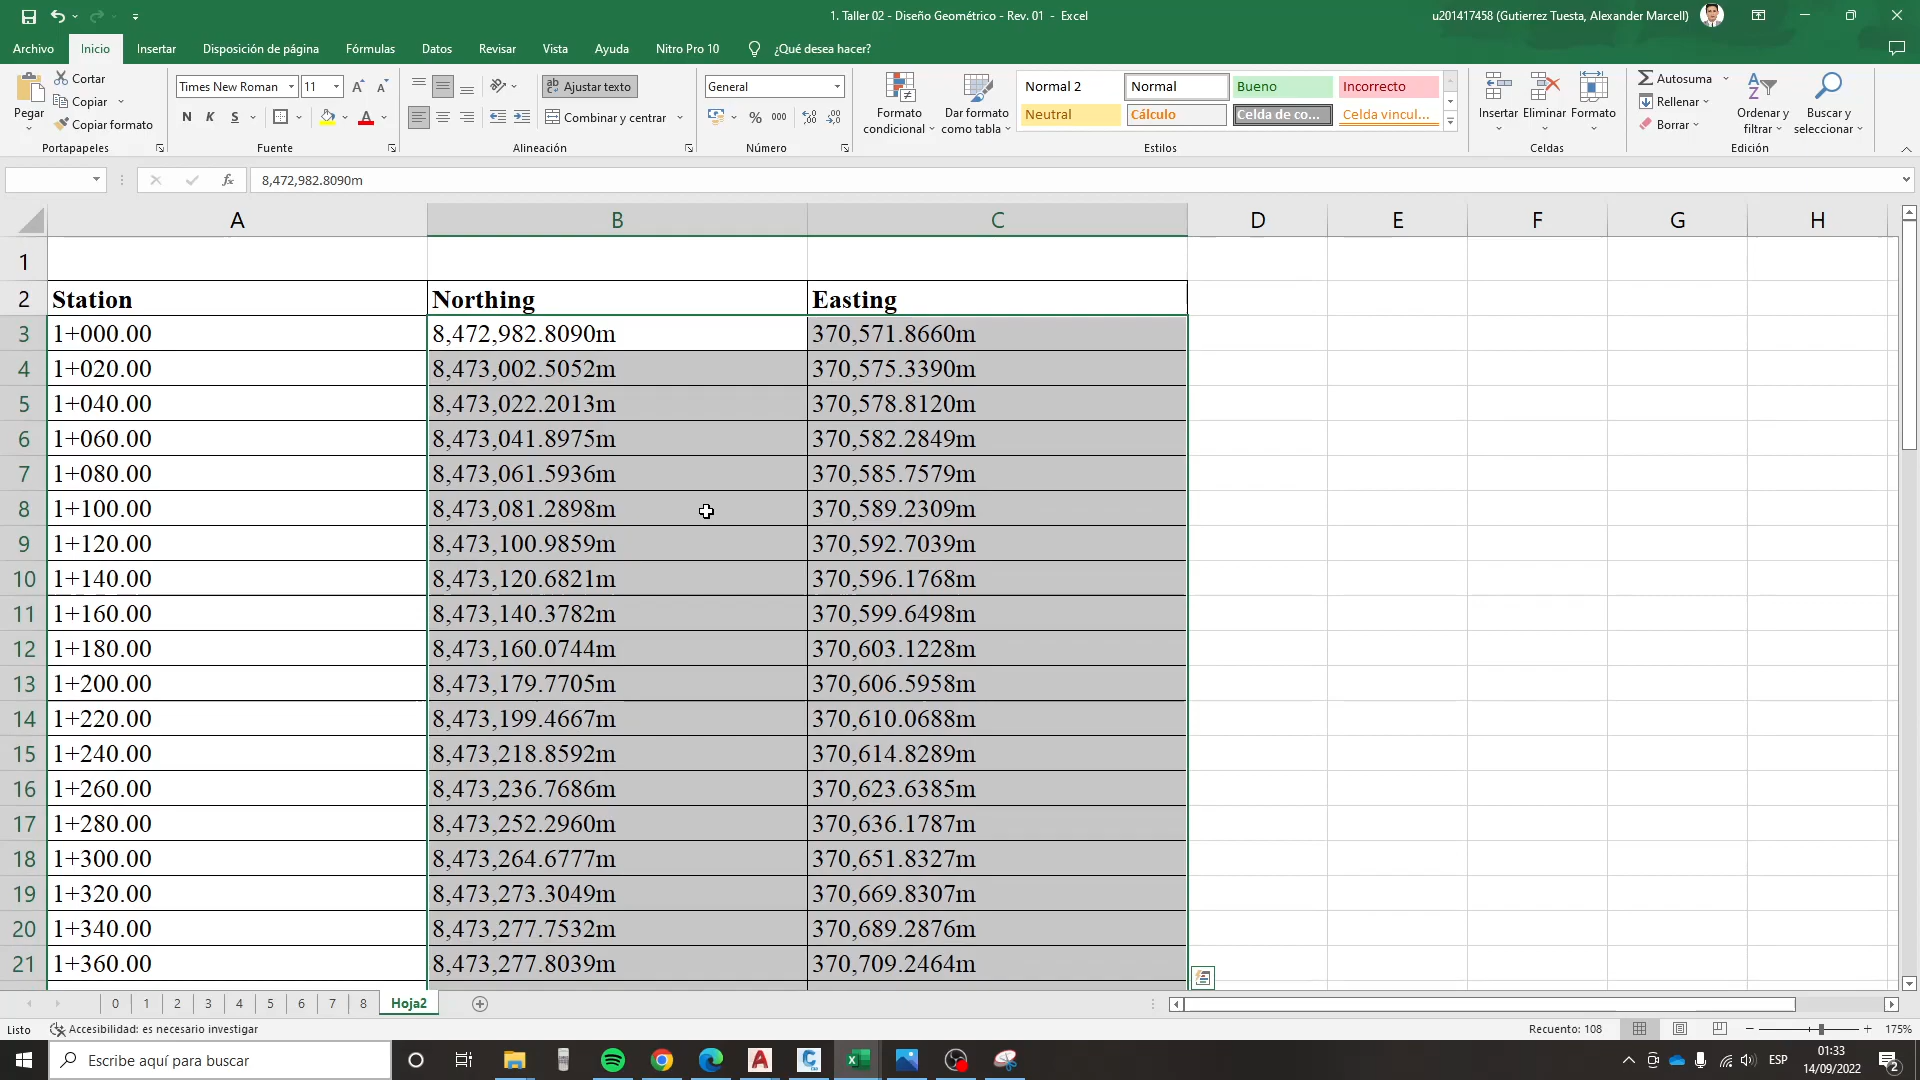 1. Taller 02 - Diseño Geométrico - Rev. 01 - Excel
u201417458 (Gutierrez Tuesta, Alexander Marcell)
Archivo Inicio Insertar Disposición de página Fórmulas Datos Revisar Vista Ayuda Nitro Pro 10 ¿Qué desea hacer?
Pegar
Cortar
Copiar
Copiar formato
Portapapeles
Times New Roman 11
N K S
Fuente
Ajustar texto
Combinar y centrar
Alineación
General
% 000
Número
Formato condicional
Dar formato como tabla
Normal 2 Normal Bueno Incorrecto
Neutral Cálculo Celda de co... Celda vincul...
Estilos
Insertar Eliminar Formato
Celdas
Autosuma
Rellenar
Borrar
Ordenar y filtrar
Buscar y seleccionar
Edición
fx 8,472,982.8090m
A B C D E F G H
1
2 Station Northing Easting
3 1+000.00 8,472,982.8090m 370,571.8660m
4 1+020.00 8,473,002.5052m 370,575.3390m
5 1+040.00 8,473,022.2013m 370,578.8120m
6 1+060.00 8,473,041.8975m 370,582.2849m
7 1+080.00 8,473,061.5936m 370,585.7579m
8 1+100.00 8,473,081.2898m 370,589.2309m
9 1+120.00 8,473,100.9859m 370,592.7039m
10 1+140.00 8,473,120.6821m 370,596.1768m
11 1+160.00 8,473,140.3782m 370,599.6498m
12 1+180.00 8,473,160.0744m 370,603.1228m
13 1+200.00 8,473,179.7705m 370,606.5958m
14 1+220.00 8,473,199.4667m 370,610.0688m
15 1+240.00 8,473,218.8592m 370,614.8289m
16 1+260.00 8,473,236.7686m 370,623.6385m
17 1+280.00 8,473,252.2960m 370,636.1787m
18 1+300.00 8,473,264.6777m 370,651.8327m
19 1+320.00 8,473,273.3049m 370,669.8307m
20 1+340.00 8,473,277.7532m 370,689.2876m
21 1+360.00 8,473,277.8039m 370,709.2464m
0 1 2 3 4 5 6 7 8 Hoja2
Listo Accesibilidad: es necesario investigar Recuento: 108 175%
Escribe aquí para buscar
ESP
01:33
14/09/2022
2